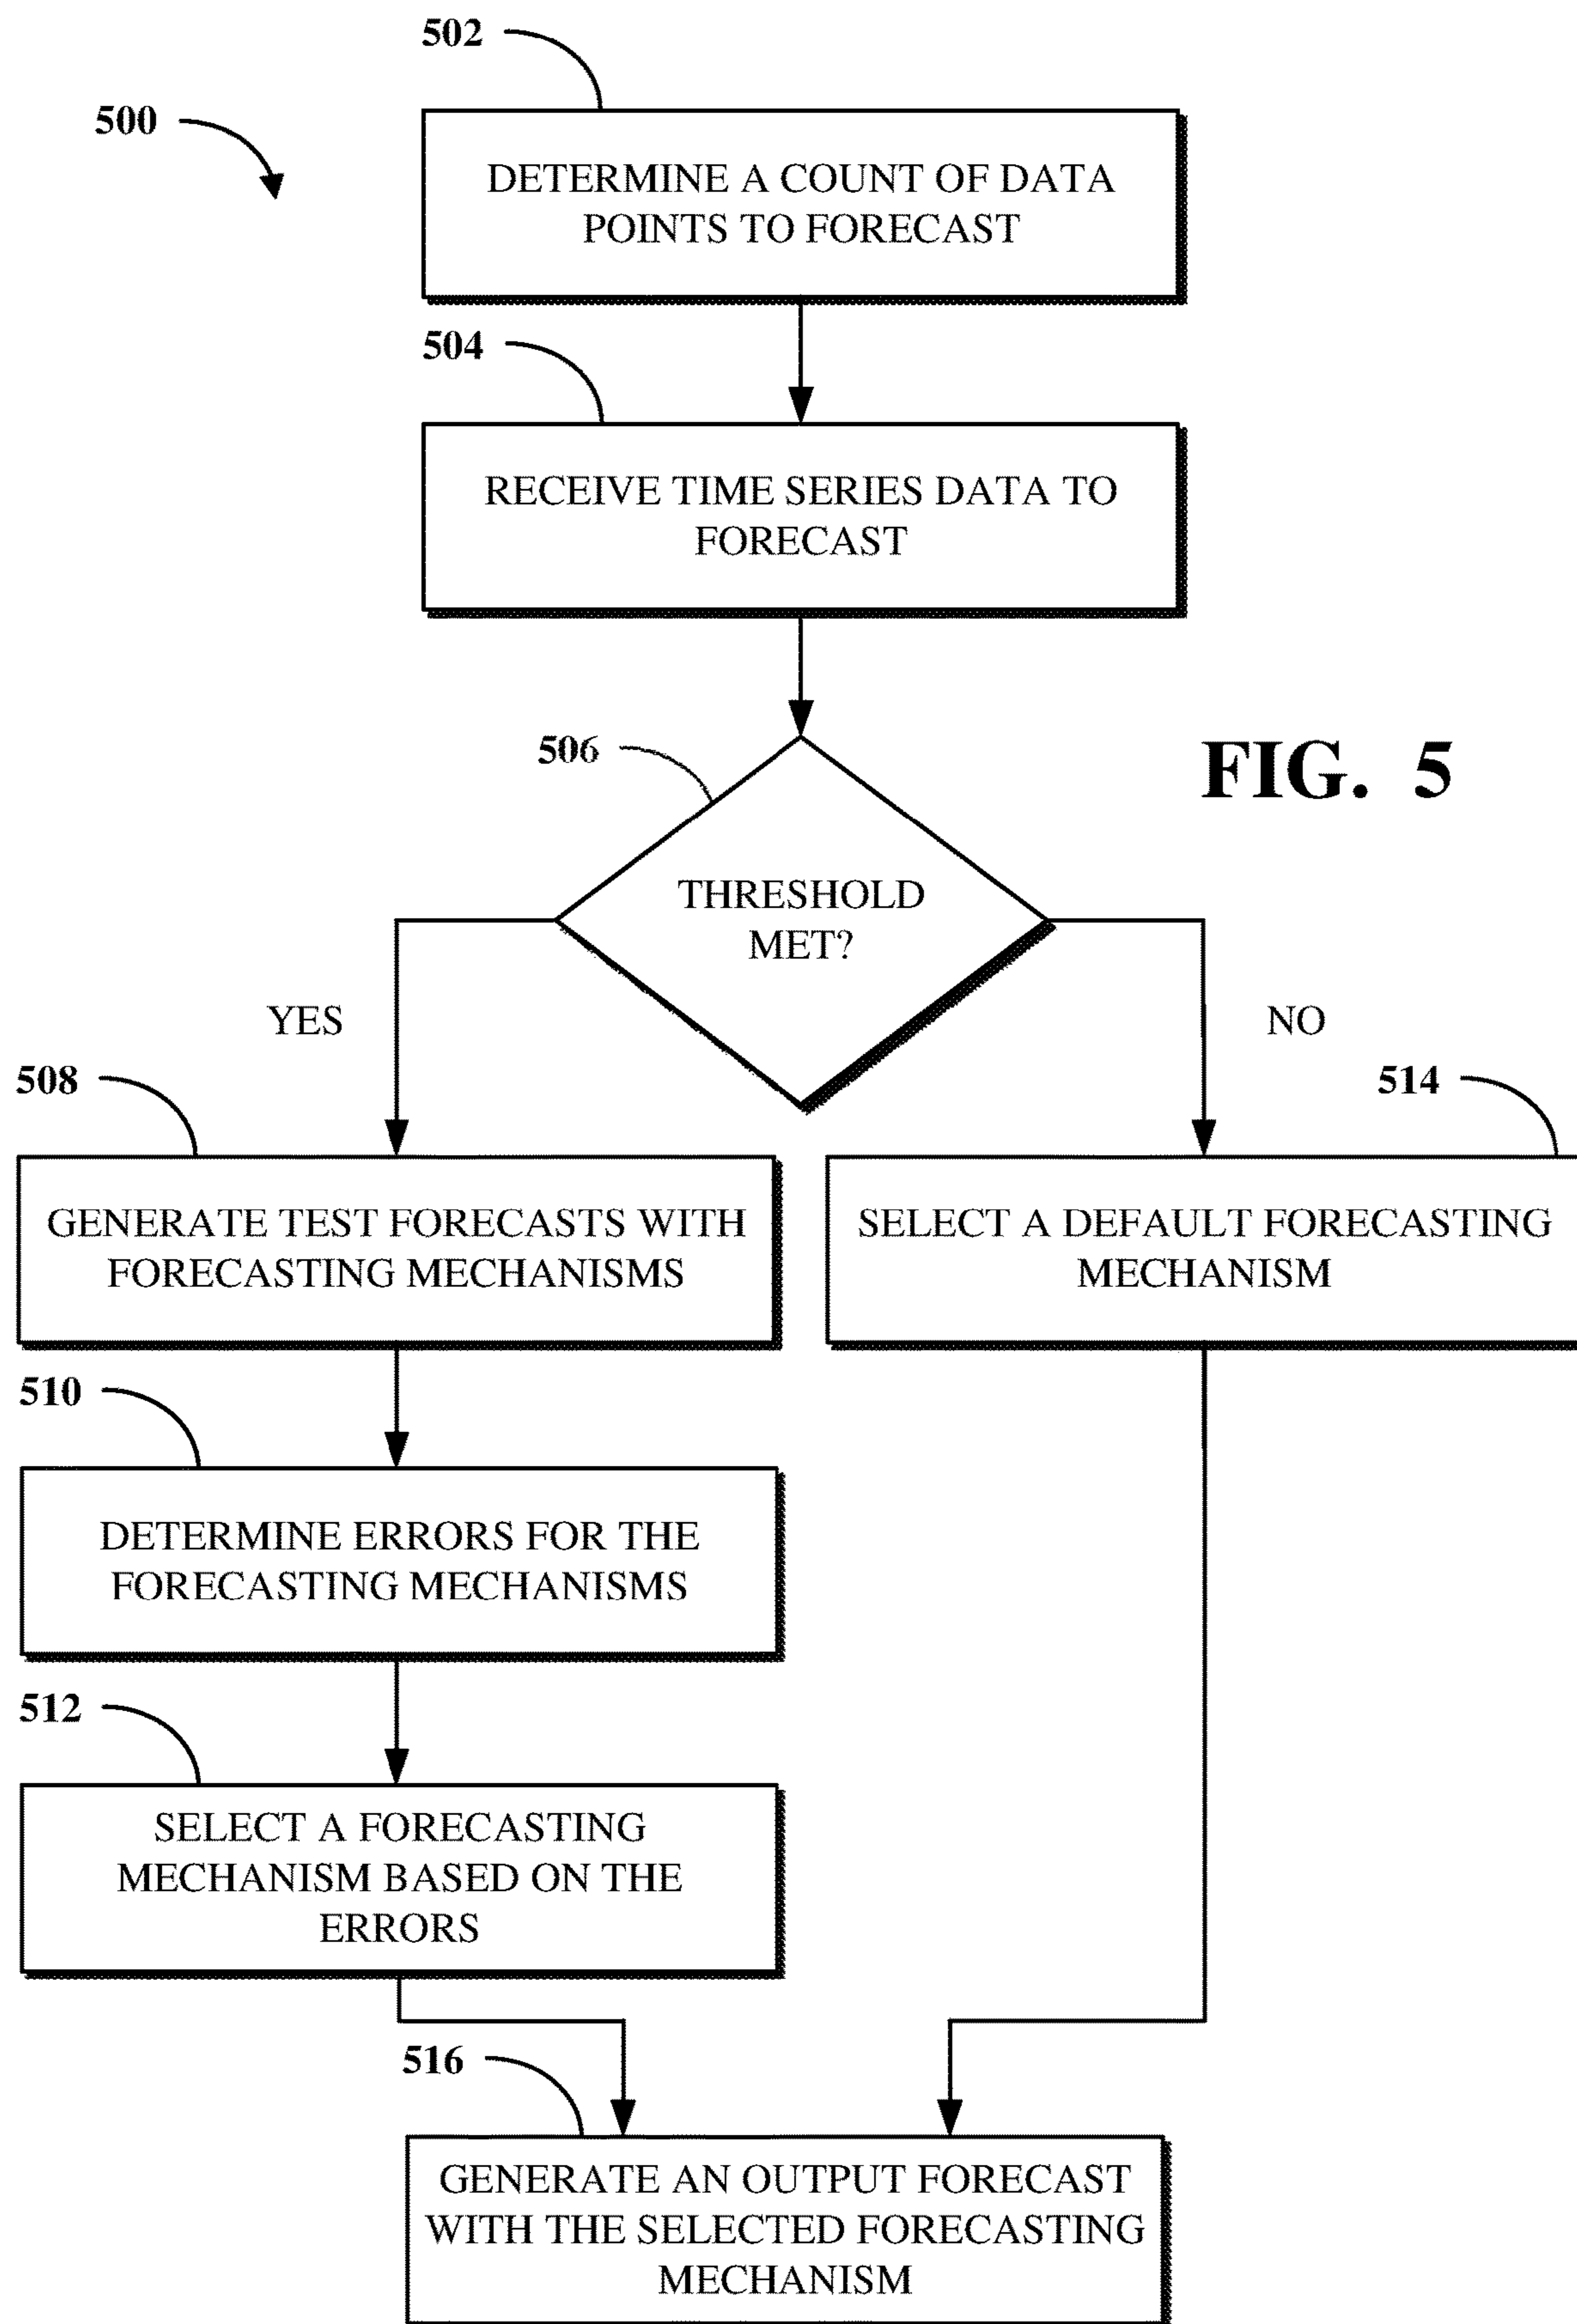 502
500
DETERMINE A COUNT OF DATA
POINTS TO FORECAST
504
RECEIVE TIME SERIES DATA TO
FORECAST
506
FIG. 5
THRESHOLD
MET?
YES
NO
508
514
GENERATE TEST FORECASTS WITH
FORECASTING MECHANISMS
SELECT A DEFAULT FORECASTING
MECHANISM
510
DETERMINE ERRORS FOR THE
FORECASTING MECHANISMS
512
SELECT A FORECASTING
MECHANISM BASED ON THE
ERRORS
516
GENERATE AN OUTPUT FORECAST
WITH THE SELECTED FORECASTING
MECHANISM